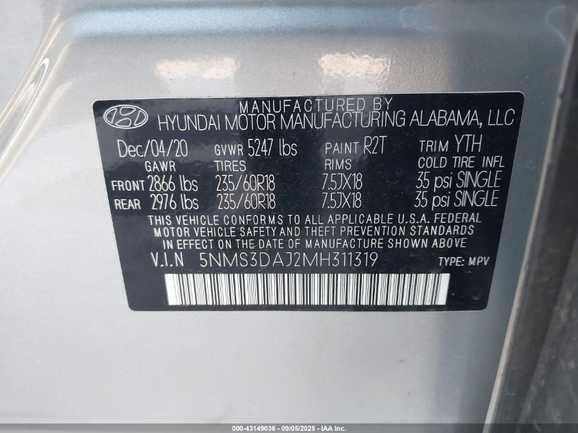 MANUFACTURED BY
HYUNDAI MOTOR MANUFACTURING ALABAMA, LLC
Dec/04/20 GVWR 5247 lbs PAINT R2T TRIM YTH
GAWR TIRES RIMS COLD TIRE INFL
FRONT 2866 lbs 235/60R18 7.5JX18 35 psi SINGLE
REAR 2976 lbs 235/60R18 7.5JX18 35 psi SINGLE
THIS VEHICLE CONFORMS TO ALL APPLICABLE U.S.A. FEDERAL
MOTOR VEHICLE SAFETY AND THEFT PREVENTION STANDARDS
IN EFFECT ON THE DATE OF MANUFACTURE SHOWN ABOVE.
V.I.N 5NMS3DAJ2MH311319 TYPE: MPV
000-43149036 - 09/05/2025 - IAA Inc.